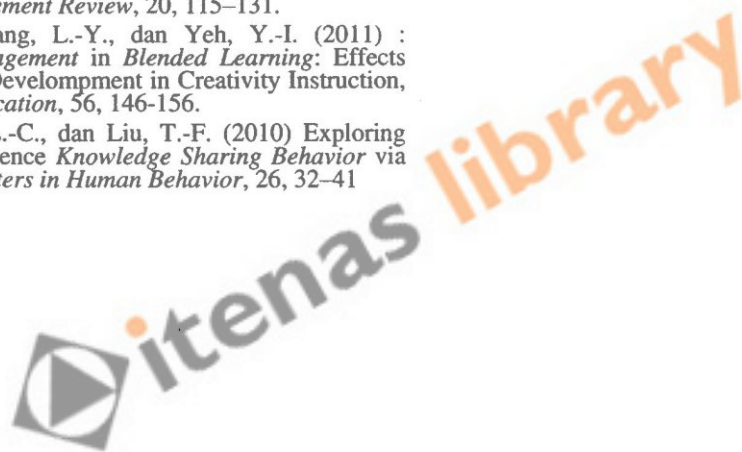 ement Review, 20, 115–131.
ang, L.-Y., dan Yeh, Y.-I. (2011) :
agement in Blended Learning: Effects
Develompment in Creativity Instruction,
cation, 56, 146-156.
.-C., dan Liu, T.-F. (2010) Exploring
ence Knowledge Sharing Behavior via
ters in Human Behavior, 26, 32–41
itenas library